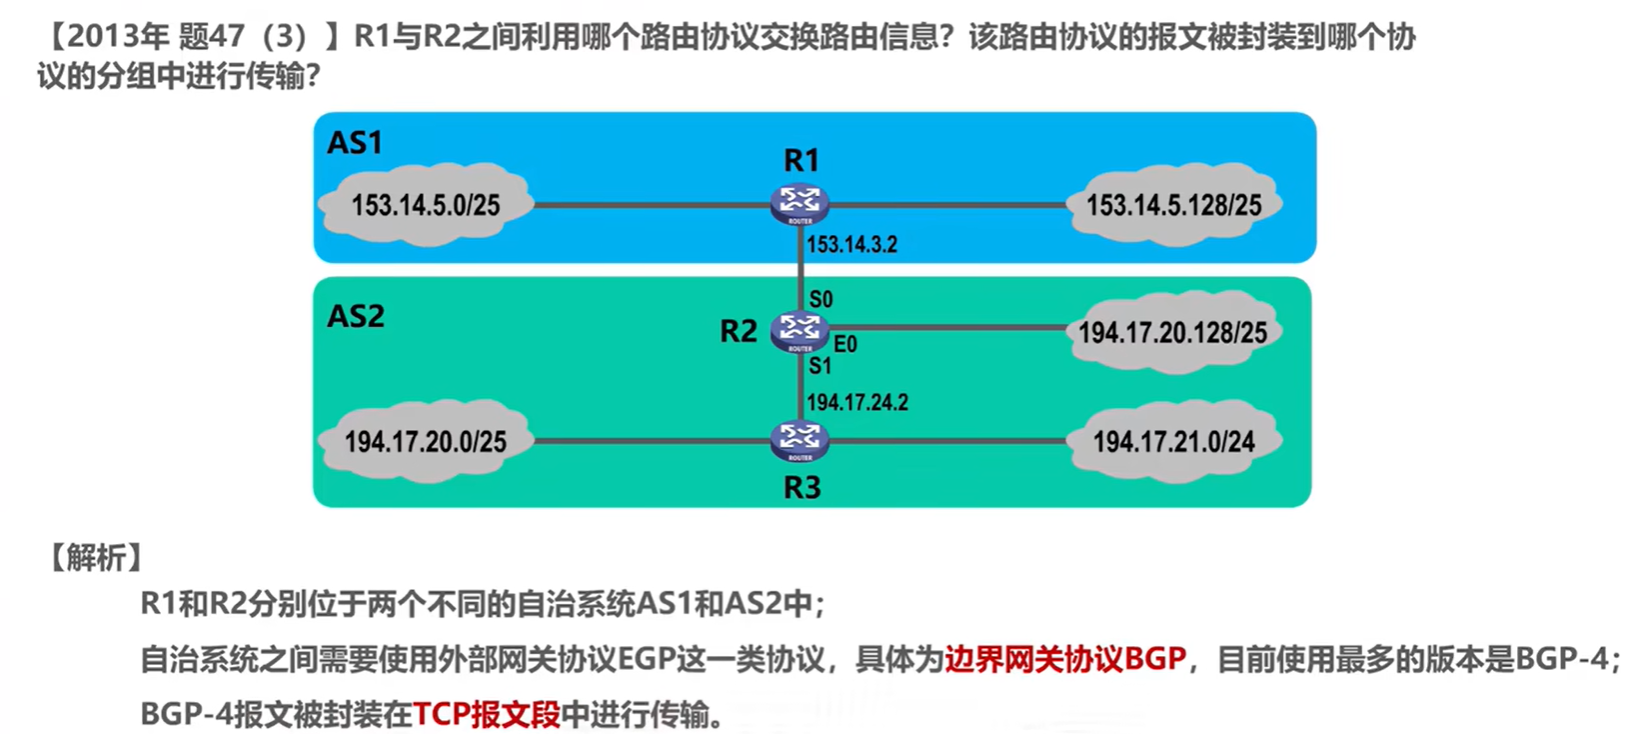 【2013年 题47（3）】R1与R2之间利用哪个路由协议交换路由信息？该路由协议的报文被封装到哪个协
议的分组中进行传输？
AS1
R1
153.14.5.0/25
ROUTER
153.14.5.128/25
153.14.3.2
AS2
S0
R2
ROUTER
E0
194.17.20.128/25
S1
194.17.24.2
194.17.20.0/25
ROUTER
194.17.21.0/24
R3
【解析】
R1和R2分别位于两个不同的自治系统AS1和AS2中；
自治系统之间需要使用外部网关协议EGP这一类协议，具体为边界网关协议BGP，目前使用最多的版本是BGP-4；
BGP-4报文被封装在TCP报文段中进行传输。